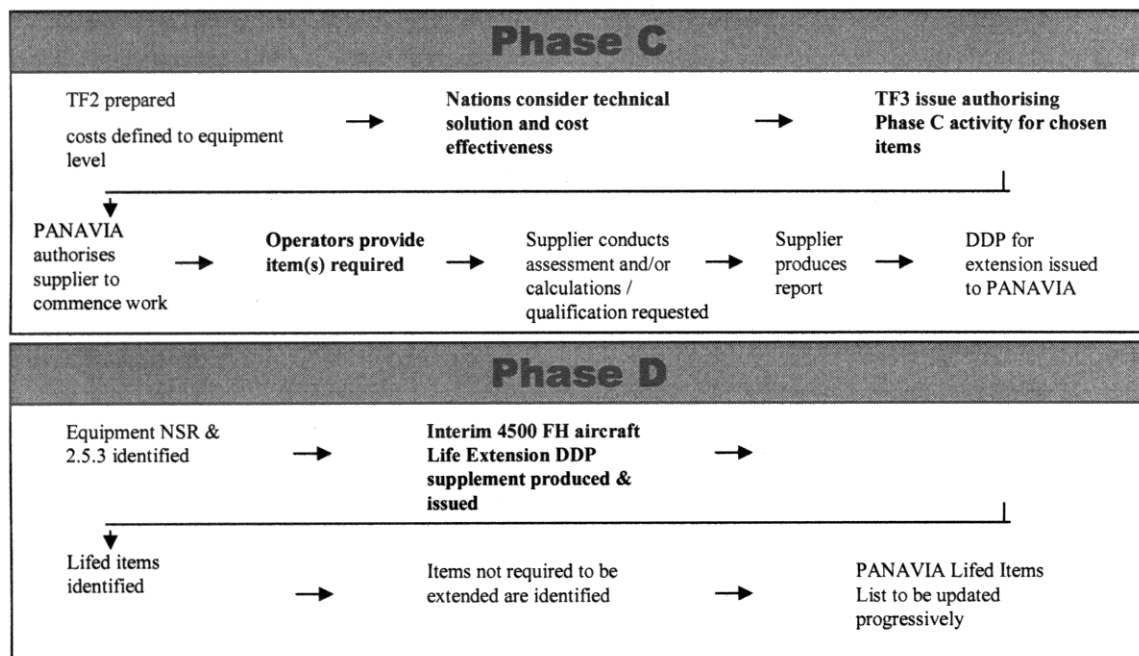 Phase C
TF2 prepared
costs defined to equipment
level
Nations consider technical
solution and cost
effectiveness
TF3 issue authorising
Phase C activity for chosen
items
PANAVIA
authorises
supplier to
commence work
Operators provide
item(s) required
Supplier conducts
assessment and/or
calculations /
qualification requested
Supplier
produces
report
DDP for
extension issued
to PANAVIA
Phase D
Equipment NSR &
2.5.3 identified
Interim 4500 FH aircraft
Life Extension DDP
supplement produced &
issued
Lifed items
identified
Items not required to be
extended are identified
PANAVIA Lifed Items
List to be updated
progressively